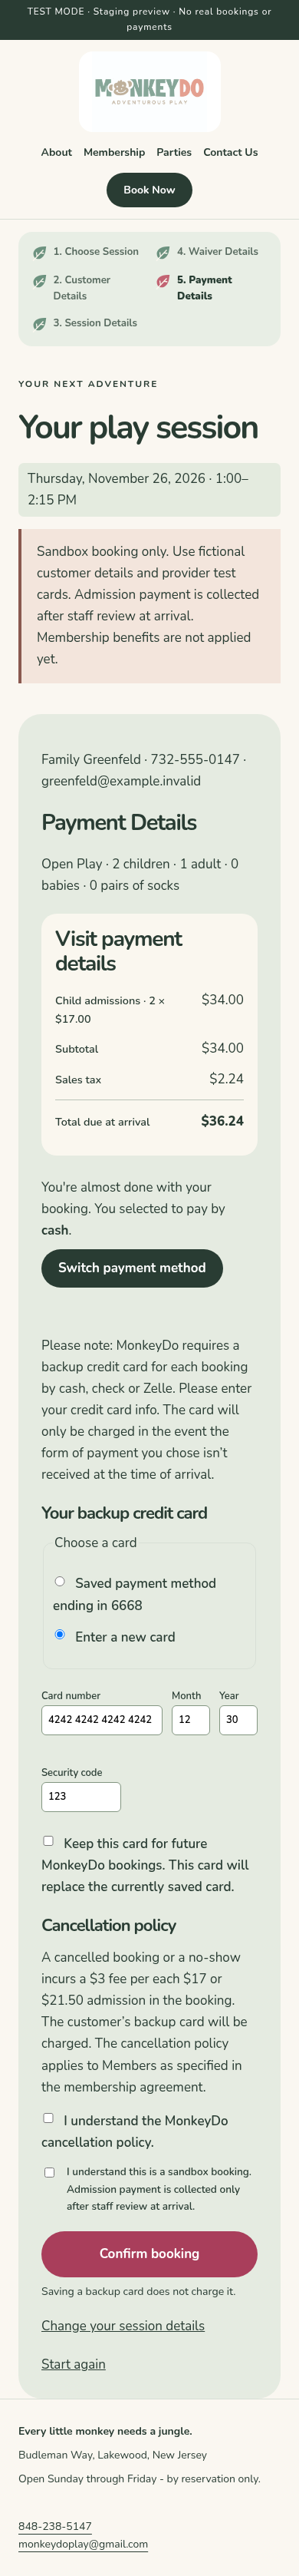 TEST MODE · Staging preview · No real bookings or
payments
MONKEYDO
ADVENTUROUS PLAY
About Membership Parties Contact Us
Book Now
1. Choose Session
2. Customer
Details
3. Session Details
4. Waiver Details
5. Payment
Details
YOUR NEXT ADVENTURE
Your play session
Thursday, November 26, 2026 · 1:00–
2:15 PM
Sandbox booking only. Use fictional
customer details and provider test
cards. Admission payment is collected
after staff review at arrival.
Membership benefits are not applied
yet.
Family Greenfeld · 732-555-0147 ·
greenfeld@example.invalid
Payment Details
Open Play · 2 children · 1 adult · 0
babies · 0 pairs of socks
Visit payment
details
Child admissions · 2 × $34.00
$17.00
Subtotal $34.00
Sales tax $2.24
Total due at arrival $36.24
You're almost done with your
booking. You selected to pay by
cash.
Switch payment method
Please note: MonkeyDo requires a
backup credit card for each booking
by cash, check or Zelle. Please enter
your credit card info. The card will
only be charged in the event the
form of payment you chose isn’t
received at the time of arrival.
Your backup credit card
Choose a card
Saved payment method
ending in 6668
Enter a new card
Card number Month Year
4242 4242 4242 4242 12 30
Security code
123
Keep this card for future
MonkeyDo bookings. This card will
replace the currently saved card.
Cancellation policy
A cancelled booking or a no-show
incurs a $3 fee per each $17 or
$21.50 admission in the booking.
The customer’s backup card will be
charged. The cancellation policy
applies to Members as specified in
the membership agreement.
I understand the MonkeyDo
cancellation policy.
I understand this is a sandbox booking.
Admission payment is collected only
after staff review at arrival.
Confirm booking
Saving a backup card does not charge it.
Change your session details
Start again
Every little monkey needs a jungle.
Budleman Way, Lakewood, New Jersey
Open Sunday through Friday - by reservation only.
848-238-5147
monkeydoplay@gmail.com